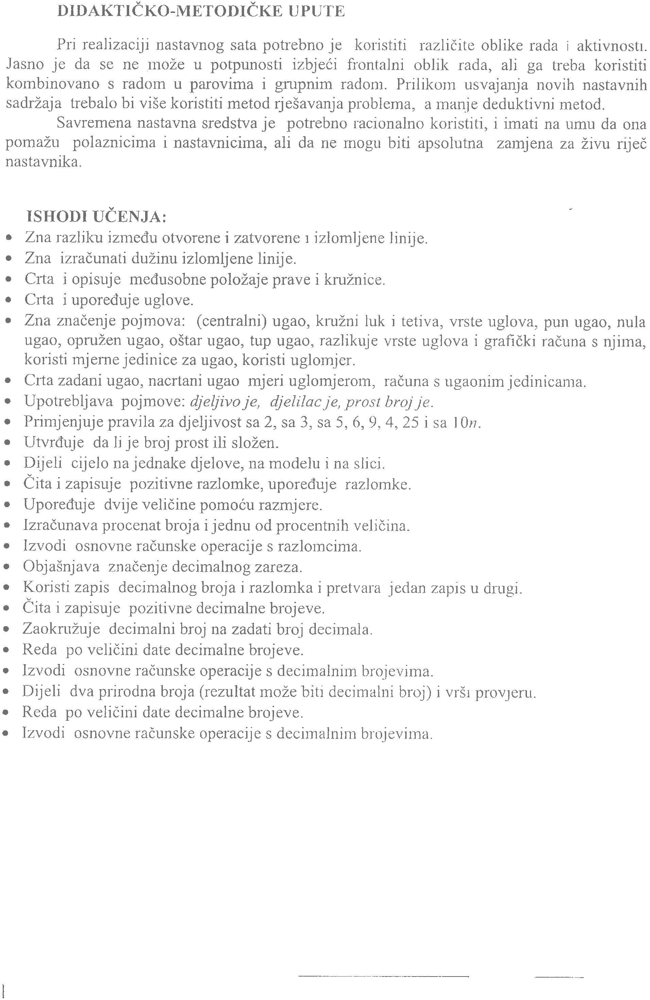 DIDAKTIČKO-METODIČKE UPUTE
Pri realizaciji nastavnog sata potrebno je koristiti različite oblike rada i aktivnosti.
Jasno je da se ne može u potpunosti izbjeći frontalni oblik rada, ali ga treba koristiti
kombinovano s radom u parovima i grupnim radom. Prilikom usvajanja novih nastavnih
sadržaja trebalo bi više koristiti metod rješavanja problema, a manje deduktivni metod.
Savremena nastavna sredstva je potrebno racionalno koristiti, i imati na umu da ona
pomažu polaznicima i nastavnicima, ali da ne mogu biti apsolutna zamjena za živu riječ
nastavnika.
ISHODI UČENJA:
• Zna razliku između otvorene i zatvorene i izlomljene linije.
• Zna izračunati dužinu izlomljene linije.
• Crta i opisuje međusobne položaje prave i kružnice.
• Crta i upoređuje uglove.
• Zna značenje pojmova: (centralni) ugao, kružni luk i tetiva, vrste uglova, pun ugao, nula
ugao, opružen ugao, oštar ugao, tup ugao, razlikuje vrste uglova i grafički računa s njima,
koristi mjerne jedinice za ugao, koristi uglomjer.
• Crta zadani ugao, nacrtani ugao mjeri uglomjerom, računa s ugaonim jedinicama.
• Upotrebljava pojmove: djeljivo je, djelilac je, prost broj je.
• Primjenjuje pravila za djeljivost sa 2, sa 3, sa 5, 6, 9, 4, 25 i sa 10n.
• Utvrđuje da li je broj prost ili složen.
• Dijeli cijelo na jednake djelove, na modelu i na slici.
• Čita i zapisuje pozitivne razlomke, upoređuje razlomke.
• Upoređuje dvije veličine pomoću razmjere.
• Izračunava procenat broja i jednu od procentnih veličina.
• Izvodi osnovne računske operacije s razlomcima.
• Objašnjava značenje decimalnog zareza.
• Koristi zapis decimalnog broja i razlomka i pretvara jedan zapis u drugi.
• Čita i zapisuje pozitivne decimalne brojeve.
• Zaokružuje decimalni broj na zadati broj decimala.
• Reda po veličini date decimalne brojeve.
• Izvodi osnovne računske operacije s decimalnim brojevima.
• Dijeli dva prirodna broja (rezultat može biti decimalni broj) i vrši provjeru.
• Reda po veličini date decimalne brojeve.
• Izvodi osnovne računske operacije s decimalnim brojevima.